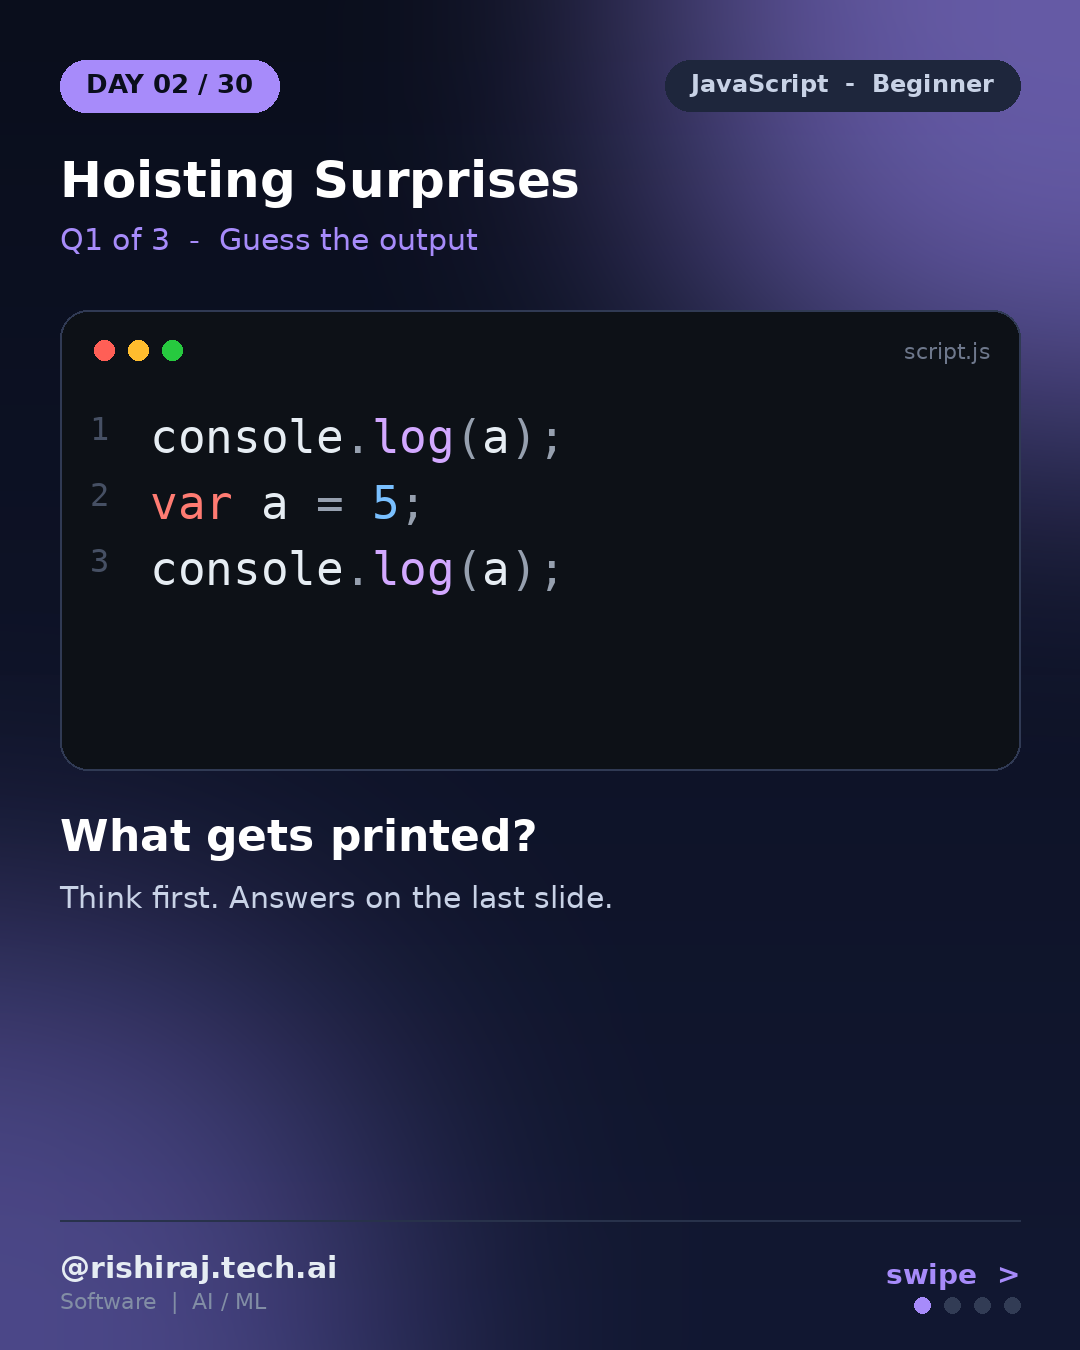 DAY 02 / 30
JavaScript - Beginner
Hoisting Surprises
Q1 of 3 - Guess the output
script.js
1 console.log(a);
2 var a = 5;
3 console.log(a);
What gets printed?
Think first. Answers on the last slide.
@rishiraj.tech.ai
Software | AI / ML
swipe >